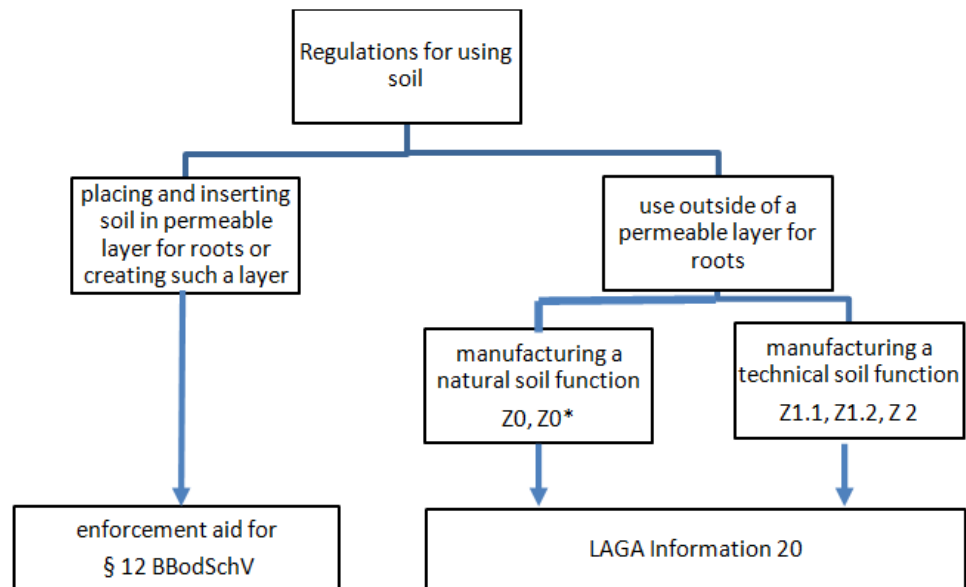 Regulations for using
soil
placing and inserting
soil in permeable
layer for roots or
creating such a layer
use outside of a
permeable layer for
roots
manufacturing a
natural soil function
Z0, Z0*
manufacturing a
technical soil function
Z1.1, Z1.2, Z 2
enforcement aid for
§ 12 BBodSchV
LAGA Information 20